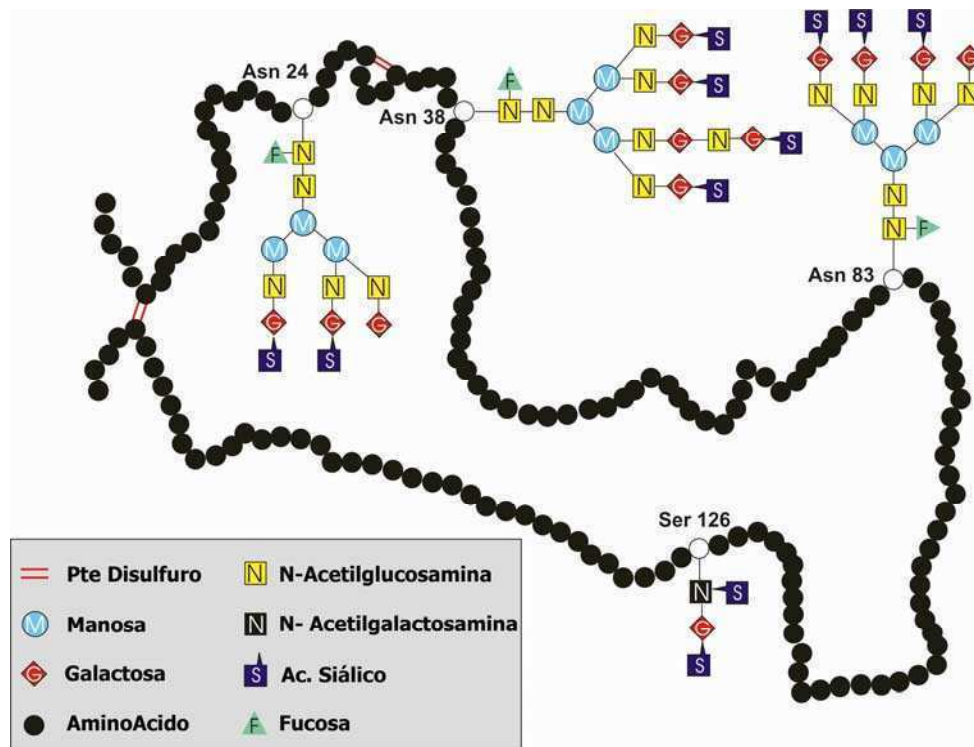 Asn 24
F N
N
M
M M
N N N
G G G
S S
Asn 38
F
N G S
M N G S
N N M
M N G N G S
N G S
S S S
G G G G
N N N N
M M
M
N
N F
Asn 83
Ser 126
N S
G
S
Pte Disulfuro
N N-Acetilglucosamina
M Manosa
N N- Acetilgalactosamina
G Galactosa
S Ac. Siálico
AminoAcido
F Fucosa